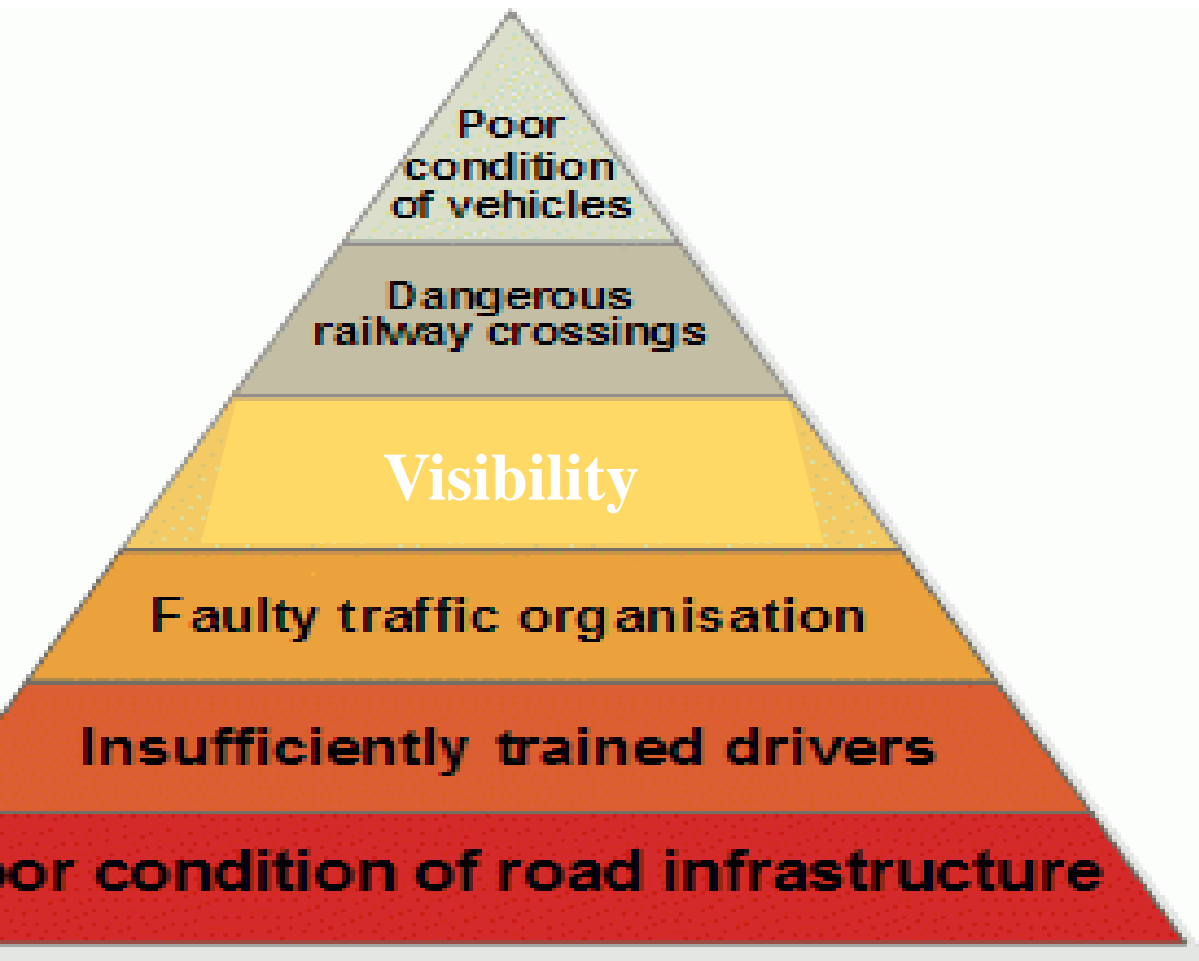 Poor
condition
of vehicles
Dangerous
railway crossings
Visibility
Faulty traffic organisation
Insufficiently trained drivers
oor condition of road infrastructure